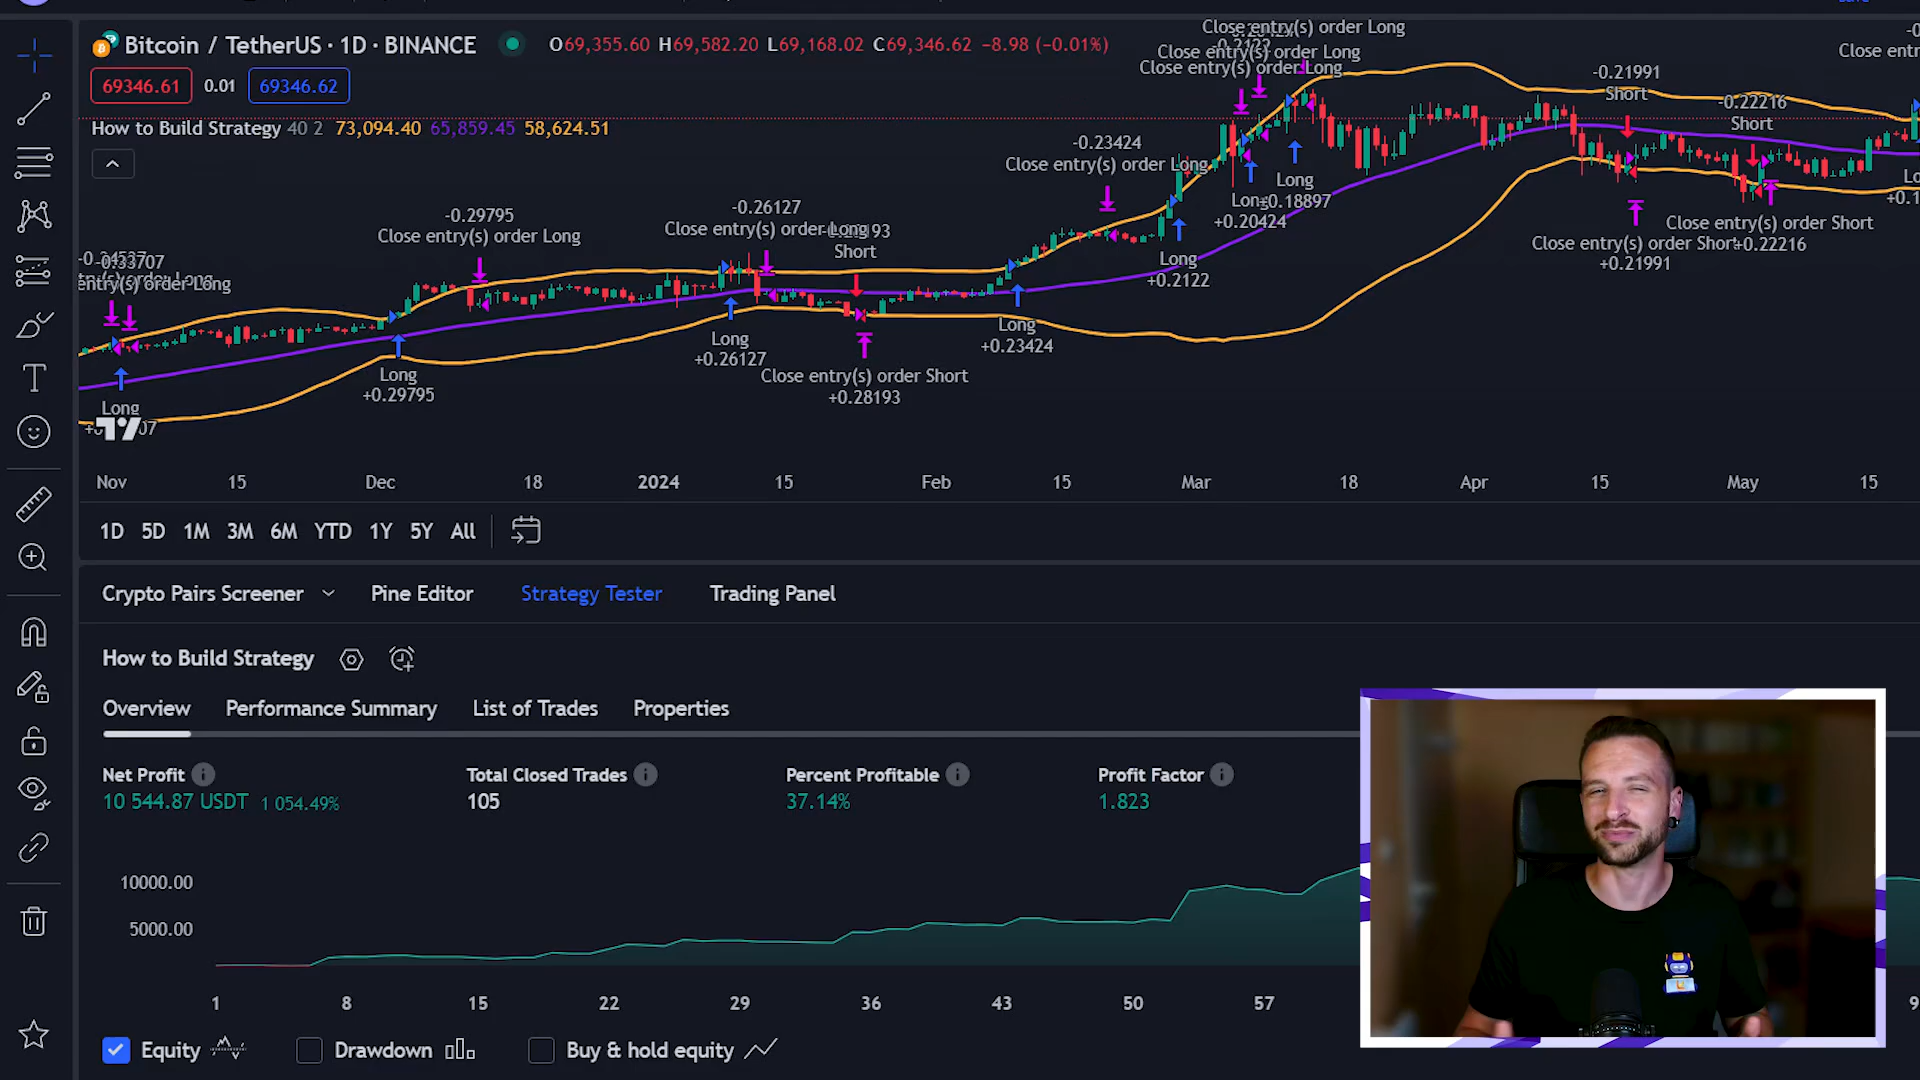 Bitcoin / TetherUS · 1D · BINANCE
O69,355.60 H69,582.20 L69,168.02 C69,346.62 −8.98 (−0.01%)
69346.61 0.01 69346.62
How to Build Strategy 40 2 73,094.40 65,859.45 58,624.51
Close entry(s) order Long
Close entry(s) order Long
Close entry(s) order Long
-0.21991
Short
-0.22216
Short
-0.23424
Close entry(s) order Long
-0.29795
Close entry(s) order Long
-0.26127
Close entry(s) order Long
Short
-0.33707
entry(s) order Long
Long
Long
+0.29795
Long
+0.26127
Close entry(s) order Short
+0.28193
Long
+0.23424
Long
+0.2122
+0.20424
Long
Close entry(s) order Short
+0.21991
Close entry(s) order Short
+0.22216
Nov 15 Dec 18 2024 15 Feb 15 Mar 18 Apr 15 May 15
1D 5D 1M 3M 6M YTD 1Y 5Y All
Crypto Pairs Screener Pine Editor Strategy Tester Trading Panel
How to Build Strategy
Overview Performance Summary List of Trades Properties
Net Profit Total Closed Trades Percent Profitable Profit Factor
10 544.87 USDT 1 054.49% 105 37.14% 1.823
10000.00
5000.00
1 8 15 22 29 36 43 50 57
Equity Drawdown Buy & hold equity